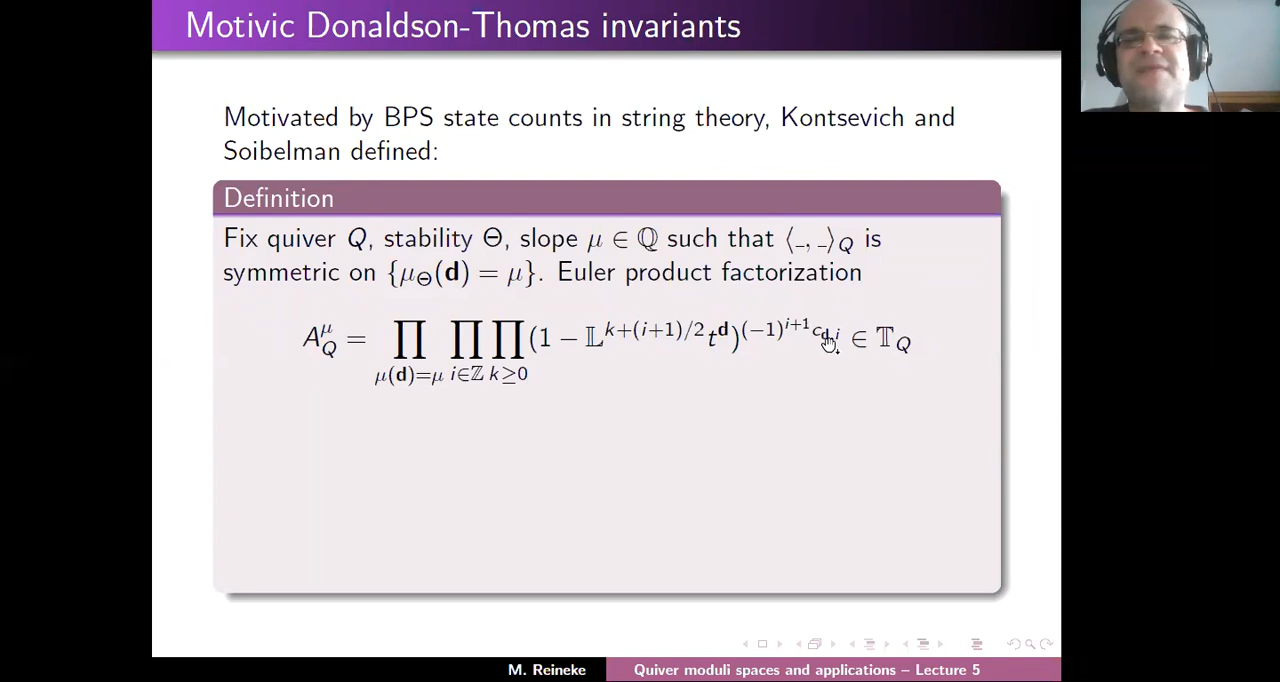 Motivic Donaldson-Thomas invariants
Motivated by BPS state counts in string theory, Kontsevich and
Soibelman defined:
Definition
Fix quiver Q, stability Θ, slope μ ∈ ℚ such that ⟨_, _⟩_Q is
symmetric on {μ_Θ(𝐝) = μ}. Euler product factorization
A_Q^μ = ∏_{μ(𝐝)=μ} ∏_{i∈ℤ} ∏_{k≥0} (1 − 𝕃^{k+(i+1)/2} t^𝐝)^{(−1)^{i+1} c_{𝐝,i}} ∈ 𝕋_Q
M. Reineke
Quiver moduli spaces and applications – Lecture 5